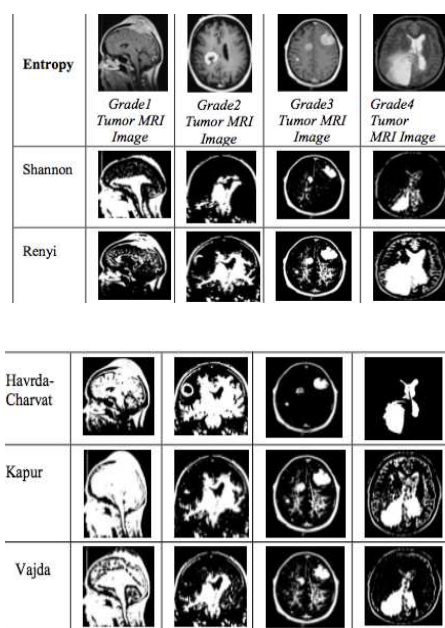 Entropy
Grade1
Tumor MRI
Image
Grade2
Tumor MRI
Image
Grade3
Tumor MRI
Image
Grade4
Tumor
MRI Image
Shannon
Renyi
Havrda-
Charvat
Kapur
Vajda